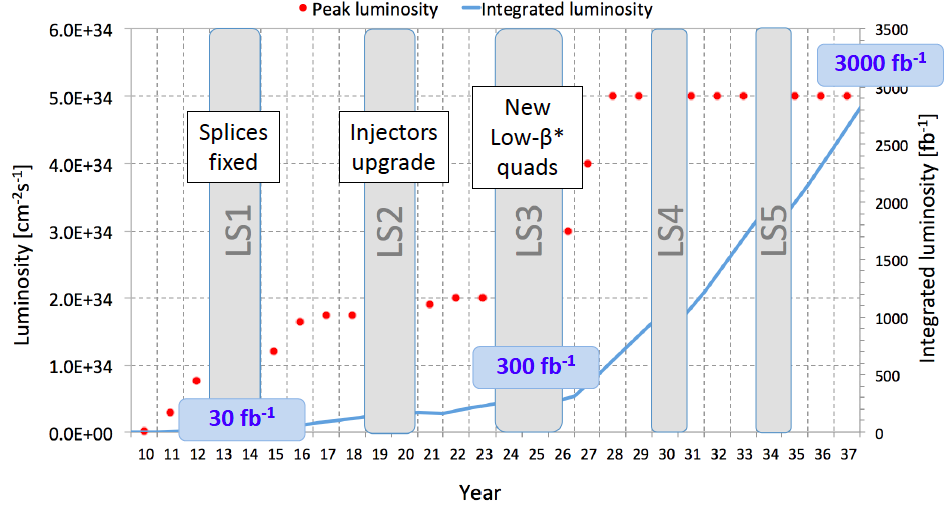 Peak luminosity Integrated luminosity
6.0E+34
5.0E+34
4.0E+34
3.0E+34
2.0E+34
1.0E+34
0.0E+00
Luminosity [cm⁻²s⁻¹]
Splices
fixed
LS1
Injectors
upgrade
LS2
New
Low-β*
quads
LS3
LS4
LS5
30 fb⁻¹
300 fb⁻¹
3000 fb⁻¹
3500
3000
2500
2000
1500
1000
500
0
Integrated luminosity [fb⁻¹]
10 11 12 13 14 15 16 17 18 19 20 21 22 23 24 25 26 27 28 29 30 31 32 33 34 35 36 37
Year